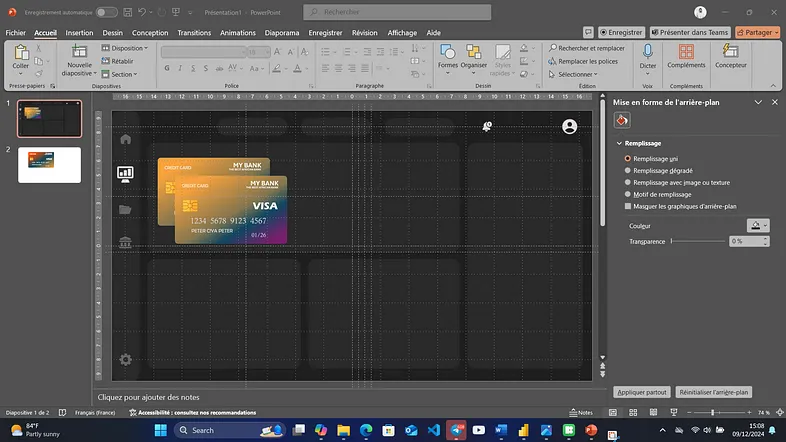 Enregistrement automatique
Présentation1 - PowerPoint
Rechercher
Fichier Accueil Insertion Dessin Conception Transitions Animations Diaporama Enregistrer Révision Affichage Aide
Enregistrer Présenter dans Teams Partager
Coller
Nouvelle diapositive
Disposition
Rétablir
Section
G I S
Formes Organiser Styles rapides
Rechercher et remplacer
Remplacer les polices
Sélectionner
Dicter
Compléments
Concepteur
Presse-papiers Diapositives Police Paragraphe Dessin Édition Voix Compléments
1
2
CREDIT CARD MY BANK
CREDIT CARD MY BANK
VISA
1234 5678 9123 4567
PETER CIYA PETER 01/26
Mise en forme de l'arrière-plan
Remplissage
Remplissage uni
Remplissage dégradé
Remplissage avec image ou texture
Motif de remplissage
Masquer les graphiques d'arrière-plan
Couleur
Transparence 0 %
Appliquer partout Réinitialiser l'arrière-plan
Cliquez pour ajouter des notes
Diapositive 1 de 2 Français (France) Accessibilité : consultez nos recommandations Notes 74 %
84°F
Partly sunny
Search
15:08
09/12/2024